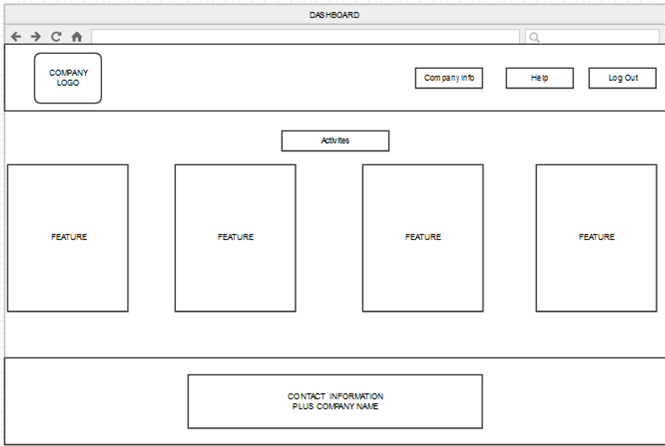 DASHBOARD
COMPANY
LOGO
Company Info
Help
Log Out
Activites
FEATURE
FEATURE
FEATURE
FEATURE
CONTACT INFORMATION
PLUS COMPANY NAME